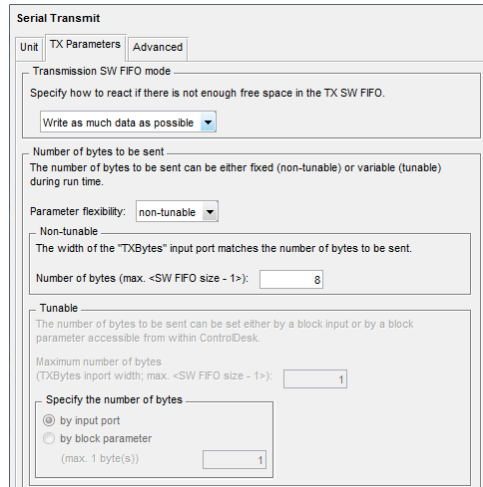 Serial Transmit
Unit TX Parameters Advanced
Transmission SW FIFO mode
Specify how to react if there is not enough free space in the TX SW FIFO.
Write as much data as possible
Number of bytes to be sent
The number of bytes to be sent can be either fixed (non-tunable) or variable (tunable)
during run time.
Parameter flexibility: non-tunable
Non-tunable
The width of the "TXBytes" input port matches the number of bytes to be sent.
Number of bytes (max. <SW FIFO size - 1>): 8
Tunable
The number of bytes to be sent can be set either by a block input or by a block
parameter accessible from within ControlDesk.
Maximum number of bytes
(TXBytes inport width; max. <SW FIFO size - 1>): 1
Specify the number of bytes
by input port
by block parameter
(max. 1 byte(s)) 1